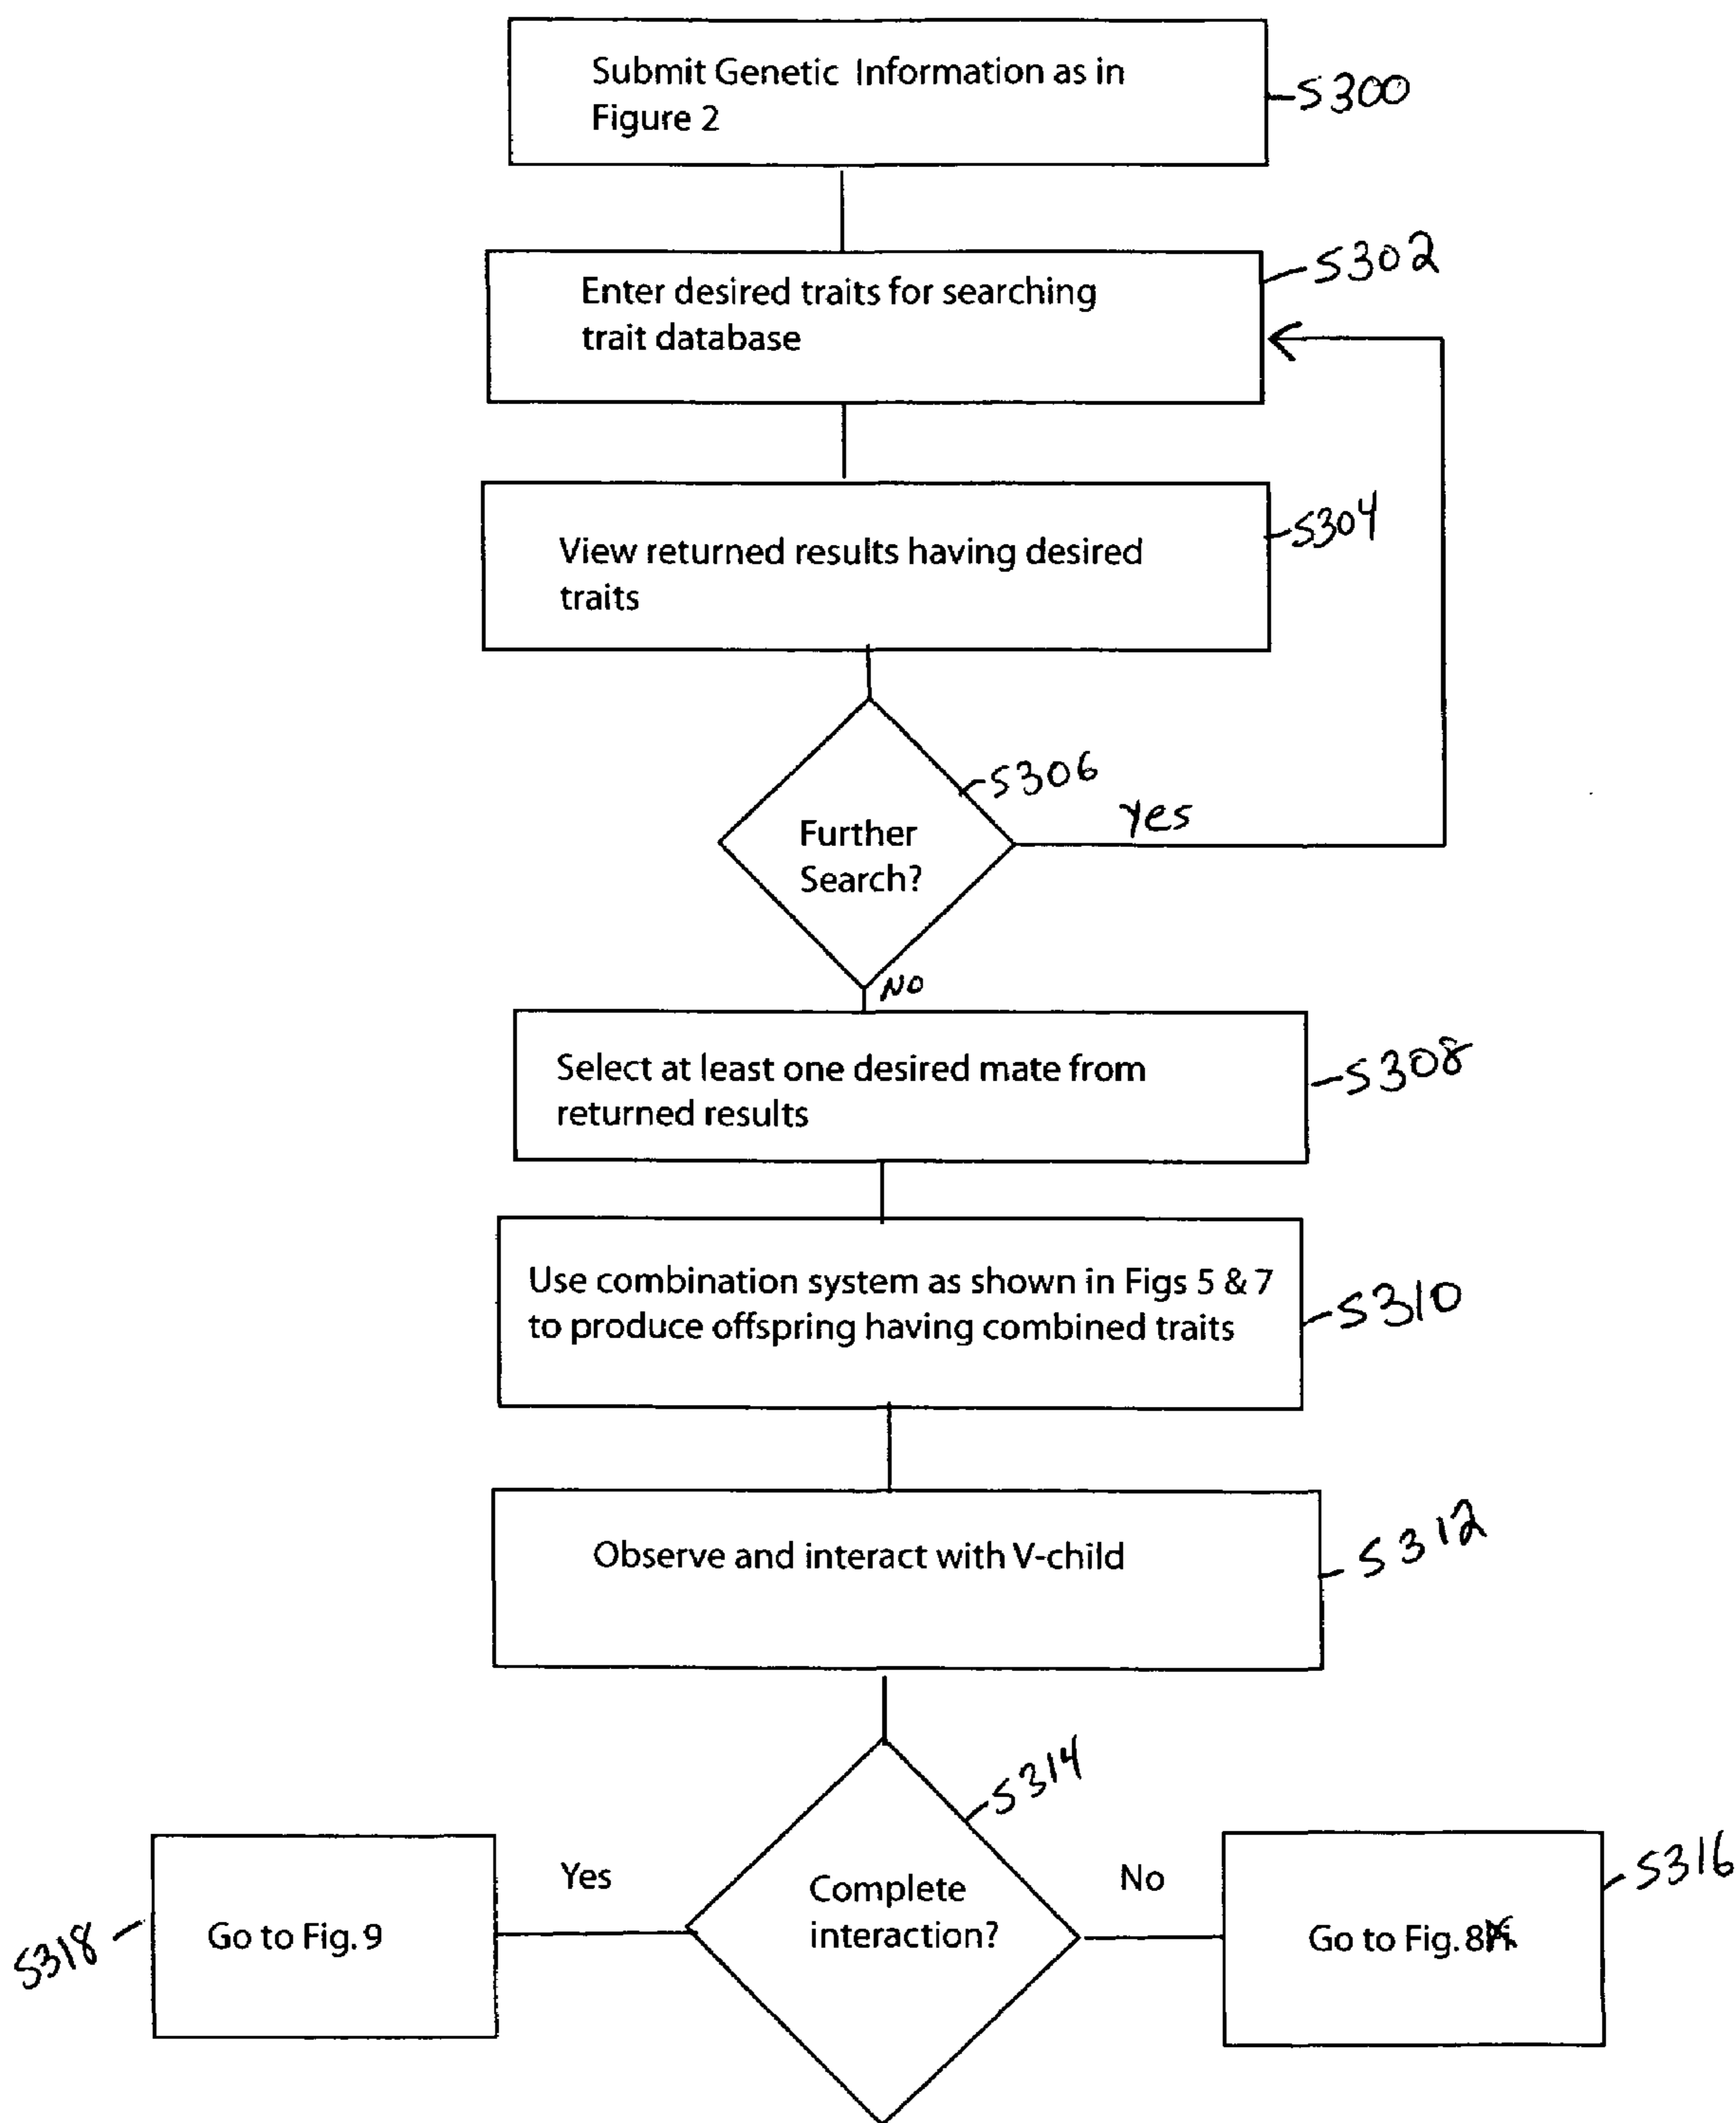 Submit Genetic Information as in
Figure 2
S300
Enter desired traits for searching
trait database
S302
View returned results having desired
traits
S304
Further
Search?
S306
Yes
NO
Select at least one desired mate from
returned results
S308
Use combination system as shown in Figs 5 & 7
to produce offspring having combined traits
S310
Observe and interact with V-child
S312
Complete
interaction?
S314
Yes
No
Go to Fig. 9
S318
Go to Fig. 8
S316